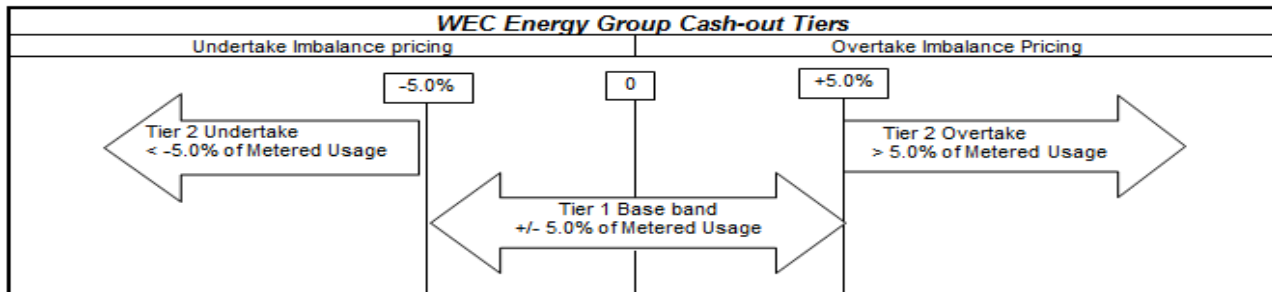 WEC Energy Group Cash-out Tiers
Undertake Imbalance pricing
Overtake Imbalance Pricing
-5.0%
0
+5.0%
Tier 2 Undertake
< -5.0% of Metered Usage
Tier 2 Overtake
> 5.0% of Metered Usage
Tier 1 Base band
+/- 5.0% of Metered Usage